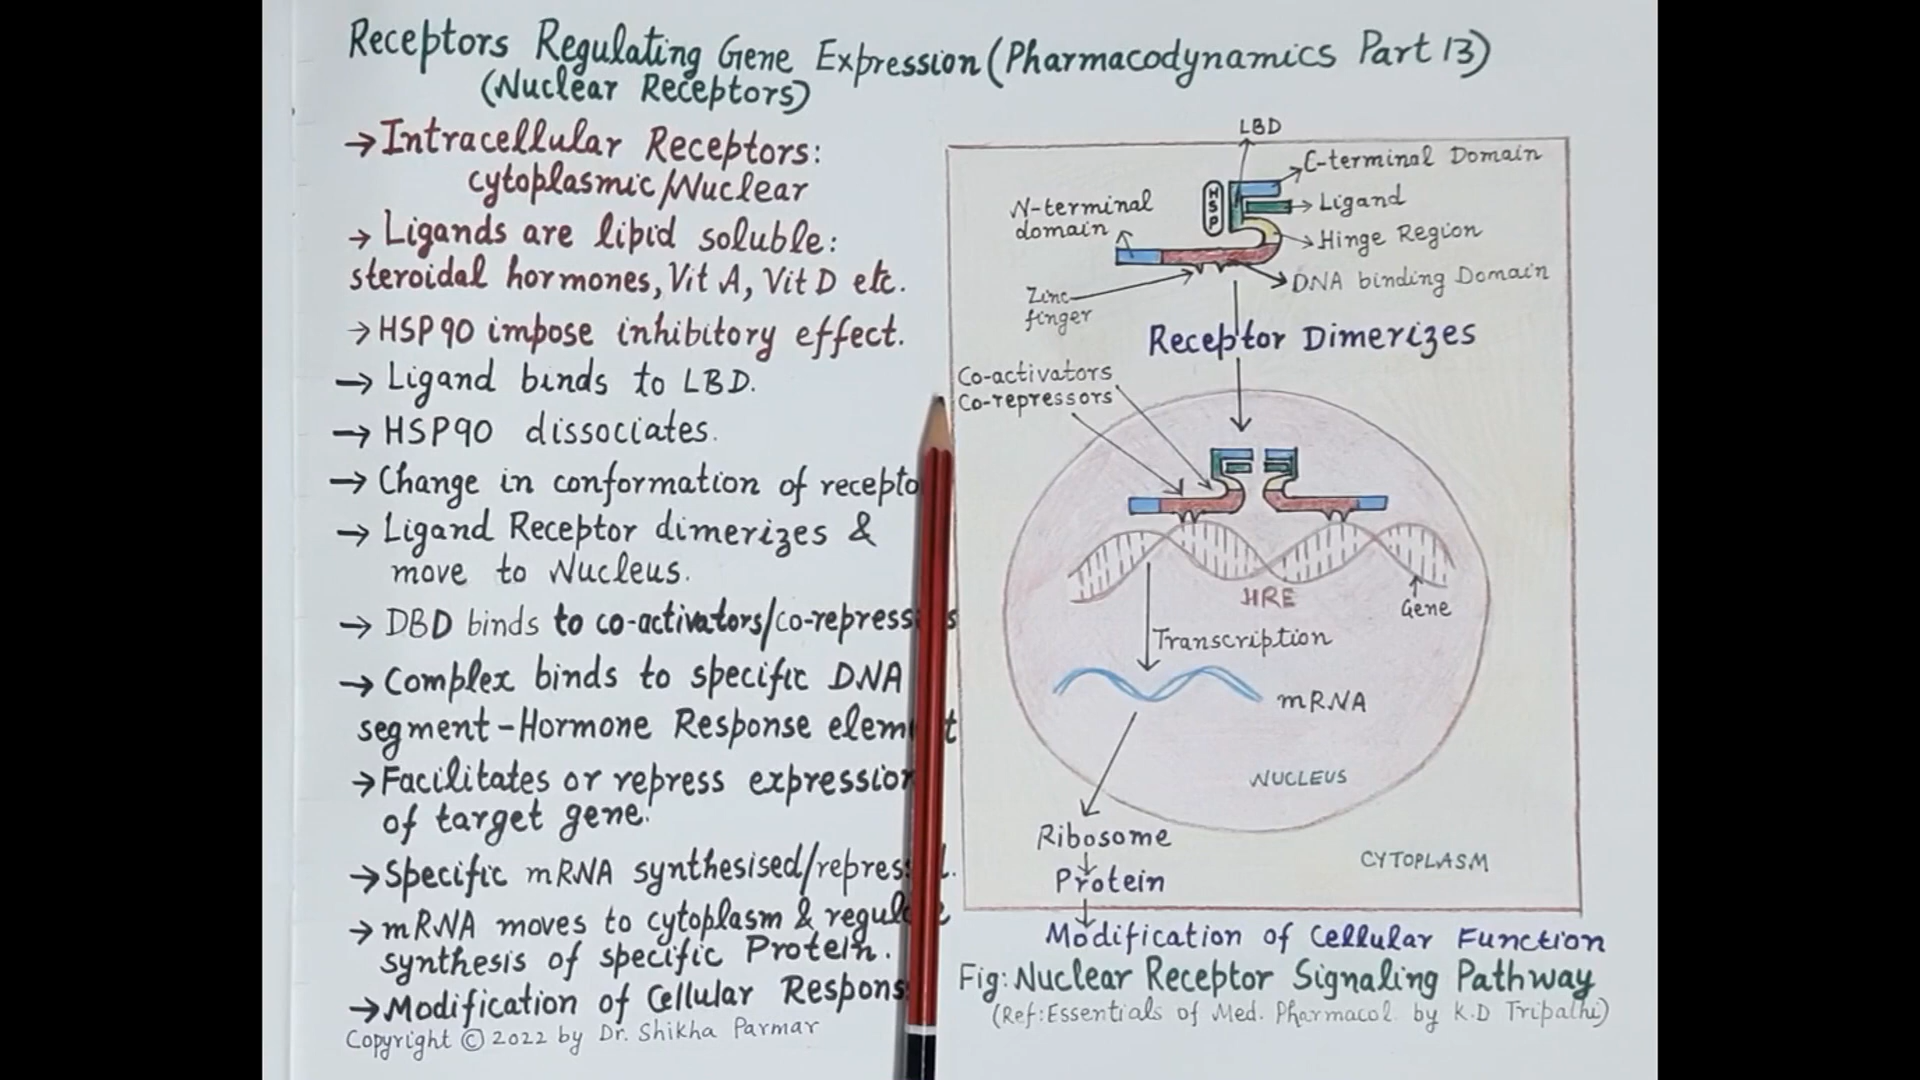 Receptors Regulating Gene Expression (Pharmacodynamics Part 13)
(Nuclear Receptors)
→ Intracellular Receptors:
cytoplasmic/Nuclear
→ Ligands are lipid soluble:
steroidal hormones, Vit A, Vit D etc.
→ HSP90 impose inhibitory effect.
→ Ligand binds to LBD.
→ HSP90 dissociates.
→ Change in conformation of recepto
→ Ligand Receptor dimerizes &
move to Nucleus.
→ DBD binds to co-activators/co-repress s
→ Complex binds to specific DNA
segment - Hormone Response elem t
→ Facilitates or repress expression
of target gene.
→ Specific mRNA synthesised/repres d.
→ mRNA moves to cytoplasm & regul e
synthesis of specific Protein.
→ Modification of Cellular Respons
Copyright © 2022 by Dr. Shikha Parmar
LBD
C-terminal Domain
HSP
Ligand
N-terminal
domain
Hinge Region
DNA binding Domain
Zinc
finger
Receptor Dimerizes
Co-activators
Co-repressors
HRE
Gene
Transcription
mRNA
NUCLEUS
Ribosome
CYTOPLASM
Protein
Modification of Cellular Function
Fig: Nuclear Receptor Signaling Pathway
(Ref: Essentials of Med. Pharmacol. by K.D Tripathi)